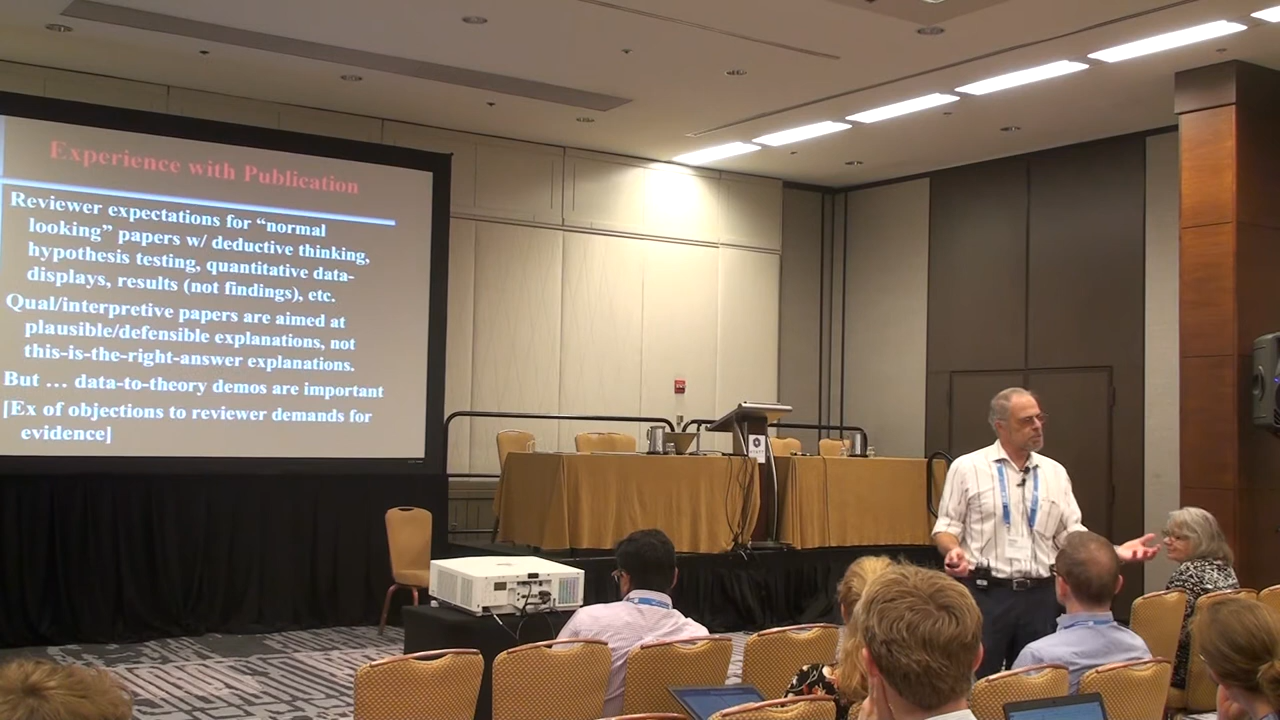 Experience with Publication
Reviewer expectations for “normal
looking” papers w/ deductive thinking,
hypothesis testing, quantitative data-
displays, results (not findings), etc.
Qual/interpretive papers are aimed at
plausible/defensible explanations, not
this-is-the-right-answer explanations.
But … data-to-theory demos are important
[Ex of objections to reviewer demands for
evidence]
HYATT